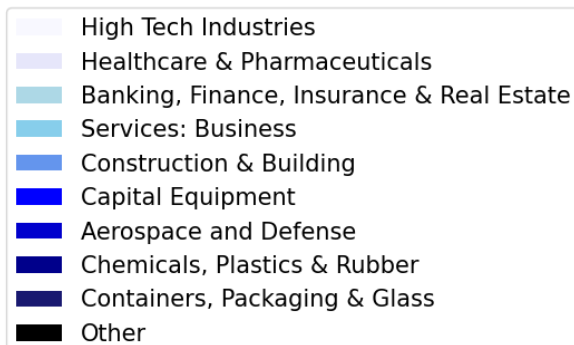 High Tech Industries
Healthcare & Pharmaceuticals
Banking, Finance, Insurance & Real Estate
Services: Business
Construction & Building
Capital Equipment
Aerospace and Defense
Chemicals, Plastics & Rubber
Containers, Packaging & Glass
Other